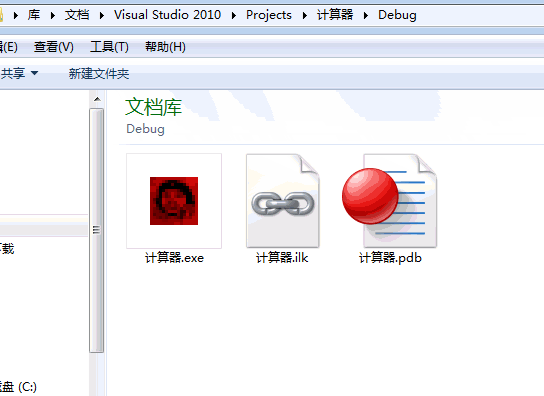 库 文档 Visual Studio 2010 Projects 计算器 Debug
(E) 查看(V) 工具(T) 帮助(H)
共享 新建文件夹
文档库
Debug
计算器.exe 计算器.ilk 计算器.pdb
下载
盘 (C:)